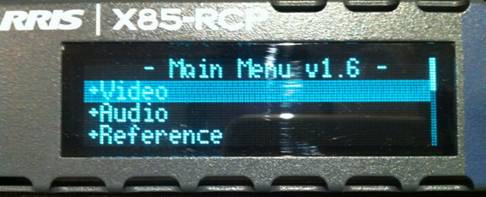 RRIS | X85-RCP
- Main Menu v1.6 -
+Video
+Audio
+Reference